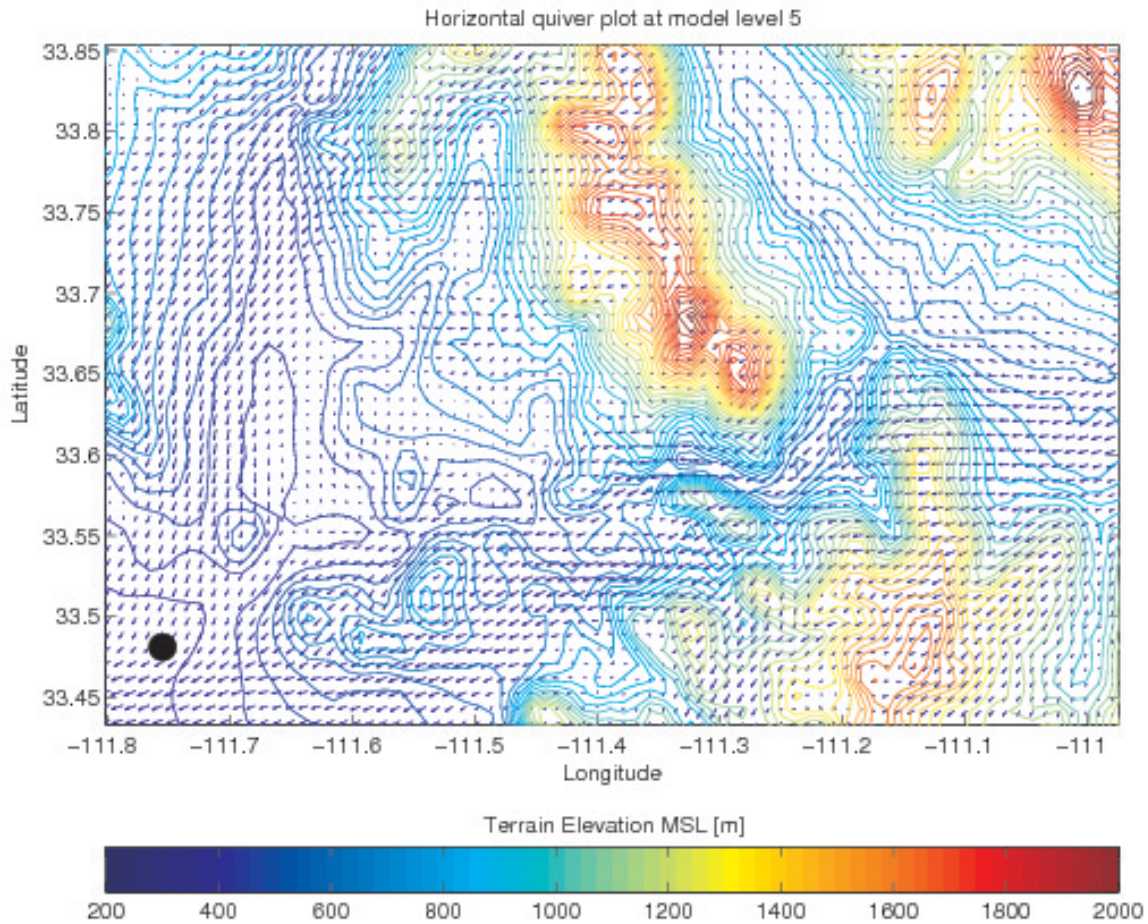 Horizontal quiver plot at model level 5
33.85
33.8
33.75
33.7
33.65
33.6
33.55
33.5
33.45
Latitude
−111.8 −111.7 −111.6 −111.5 −111.4 −111.3 −111.2 −111.1 −111
Longitude
Terrain Elevation MSL [m]
200 400 600 800 1000 1200 1400 1600 1800 2000